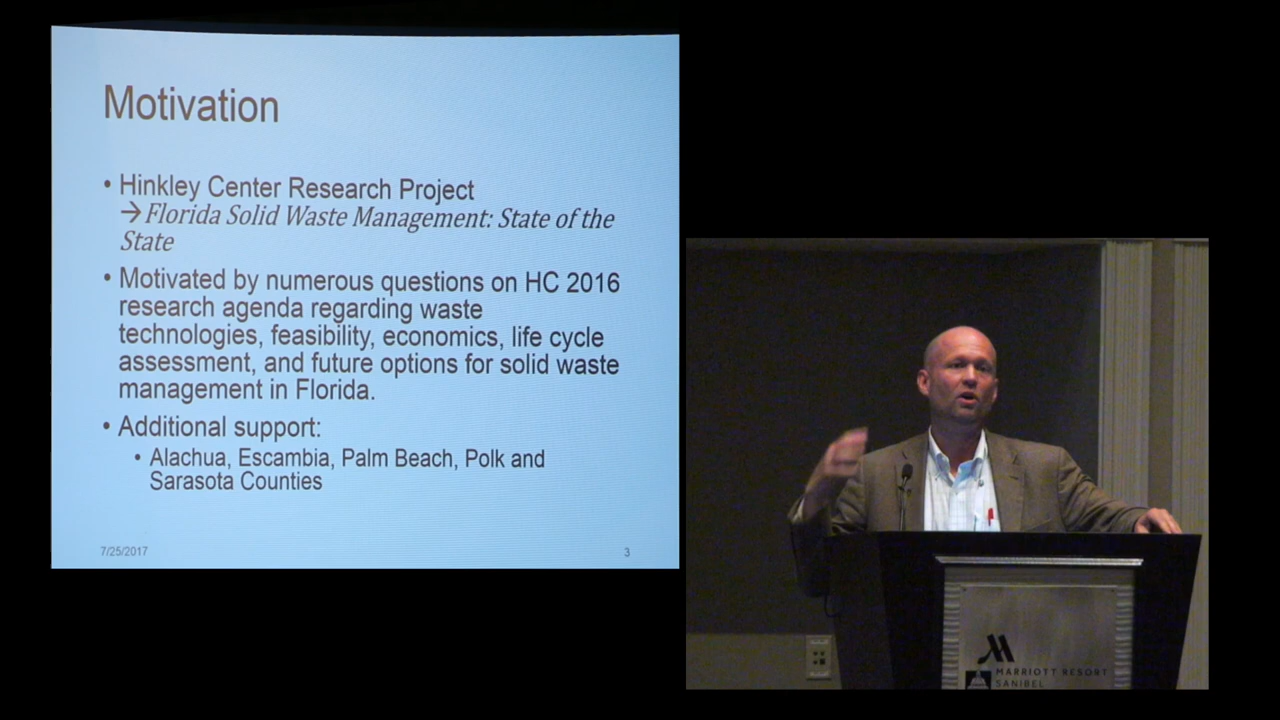 Motivation
• Hinkley Center Research Project
→Florida Solid Waste Management: State of the
State
• Motivated by numerous questions on HC 2016
research agenda regarding waste
technologies, feasibility, economics, life cycle
assessment, and future options for solid waste
management in Florida.
• Additional support:
• Alachua, Escambia, Palm Beach, Polk and
Sarasota Counties
7/25/2017
3
MARRIOTT RESORT
SANIBEL